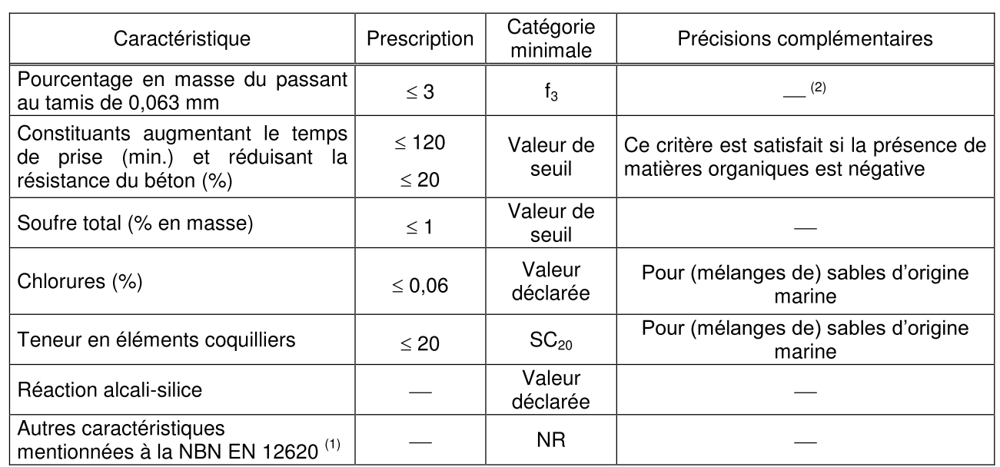 Caractéristique Prescription Catégorie minimale Précisions complémentaires
Pourcentage en masse du passant
au tamis de 0,063 mm
≤ 3
f3
— (2)
Constituants augmentant le temps
de prise (min.) et réduisant la
résistance du béton (%)
≤ 120
≤ 20
Valeur de
seuil
Ce critère est satisfait si la présence de
matières organiques est négative
Soufre total (% en masse)
≤ 1
Valeur de
seuil
—
Chlorures (%)
≤ 0,06
Valeur
déclarée
Pour (mélanges de) sables d'origine
marine
Teneur en éléments coquilliers
≤ 20
SC20
Pour (mélanges de) sables d'origine
marine
Réaction alcali-silice
—
Valeur
déclarée
—
Autres caractéristiques
mentionnées à la NBN EN 12620 (1)
—
NR
—